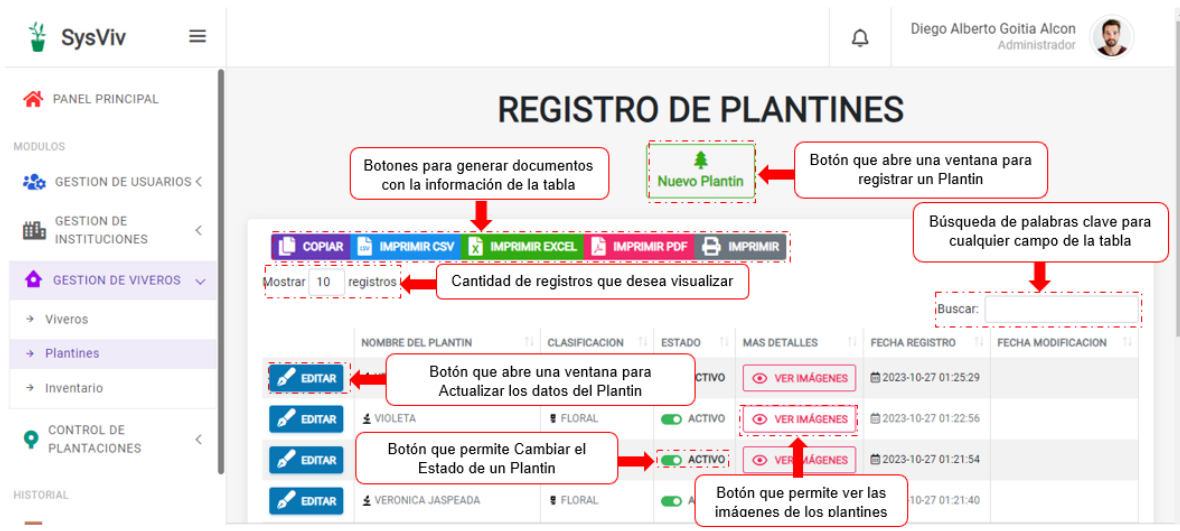 SysViv
Diego Alberto Goitia Alcon
Administrador
PANEL PRINCIPAL
MODULOS
GESTION DE USUARIOS
GESTION DE
INSTITUCIONES
GESTION DE VIVEROS
Viveros
Plantines
Inventario
CONTROL DE
PLANTACIONES
HISTORIAL
REGISTRO DE PLANTINES
Botones para generar documentos
con la información de la tabla
Nuevo Plantin
Botón que abre una ventana para
registrar un Plantin
Búsqueda de palabras clave para
cualquier campo de la tabla
COPIAR IMPRIMIR CSV IMPRIMIR EXCEL IMPRIMIR PDF IMPRIMIR
Mostrar 10 registros
Cantidad de registros que desea visualizar
Buscar:
NOMBRE DEL PLANTIN CLASIFICACION ESTADO MAS DETALLES FECHA REGISTRO FECHA MODIFICACION
EDITAR VER IMÁGENES 2023-10-27 01:25:29
Botón que abre una ventana para
Actualizar los datos del Plantin
EDITAR VIOLETA FLORAL ACTIVO VER IMÁGENES 2023-10-27 01:22:56
Botón que permite Cambiar el
Estado de un Plantin
EDITAR ACTIVO VER IMÁGENES 2023-10-27 01:21:54
EDITAR VERONICA JASPEADA FLORAL 10-27 01:21:40
Botón que permite ver las
imágenes de los plantines